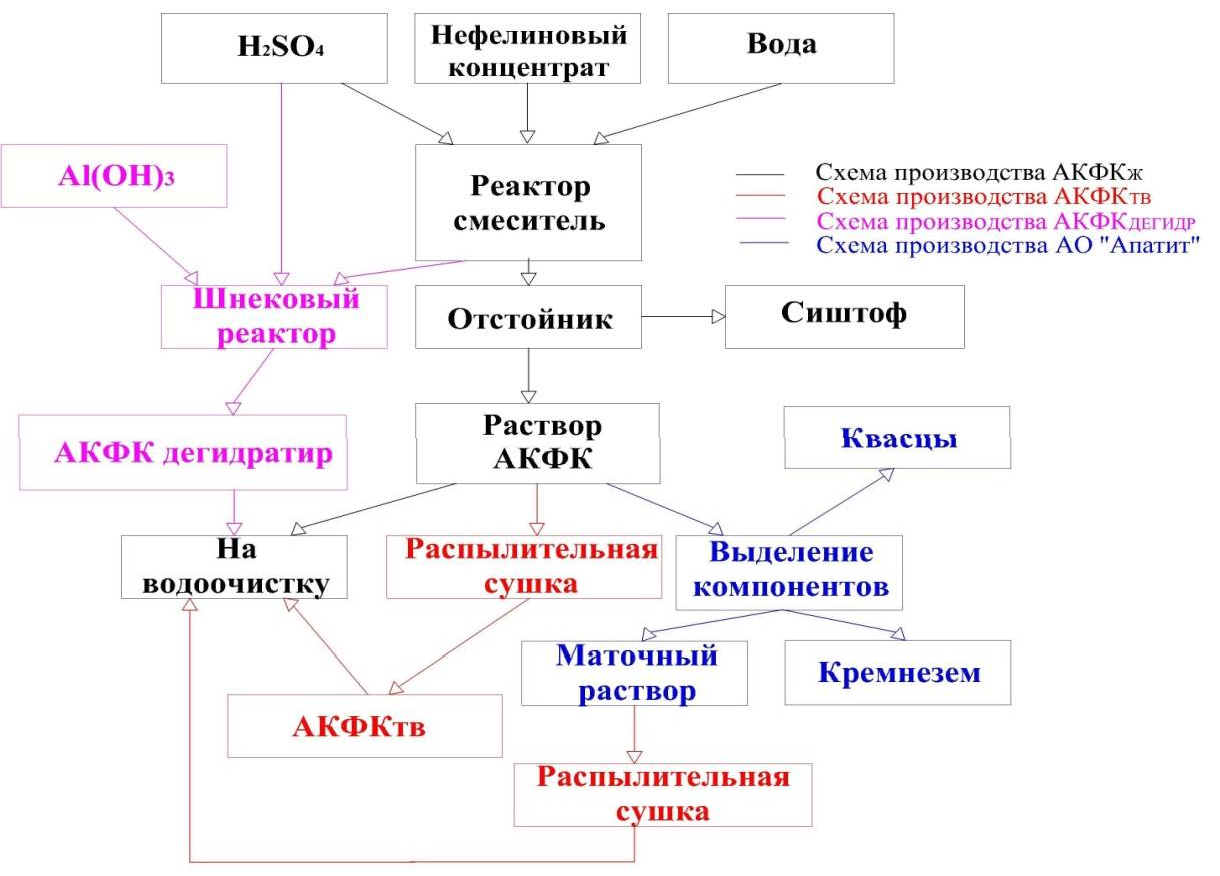 H₂SO₄
Нефелиновый
концентрат
Вода
Al(OH)₃
Реактор
смеситель
Схема производства АКФКж
Схема производства АКФКтв
Схема производства АКФКДЕГИДР
Схема производства АО "Апатит"
Шнековый
реактор
Отстойник
Сиштоф
АКФК дегидратир
Раствор
АКФК
Квасцы
На
водоочистку
Распылительная
сушка
Выделение
компонентов
Маточный
раствор
Кремнезем
АКФКтв
Распылительная
сушка